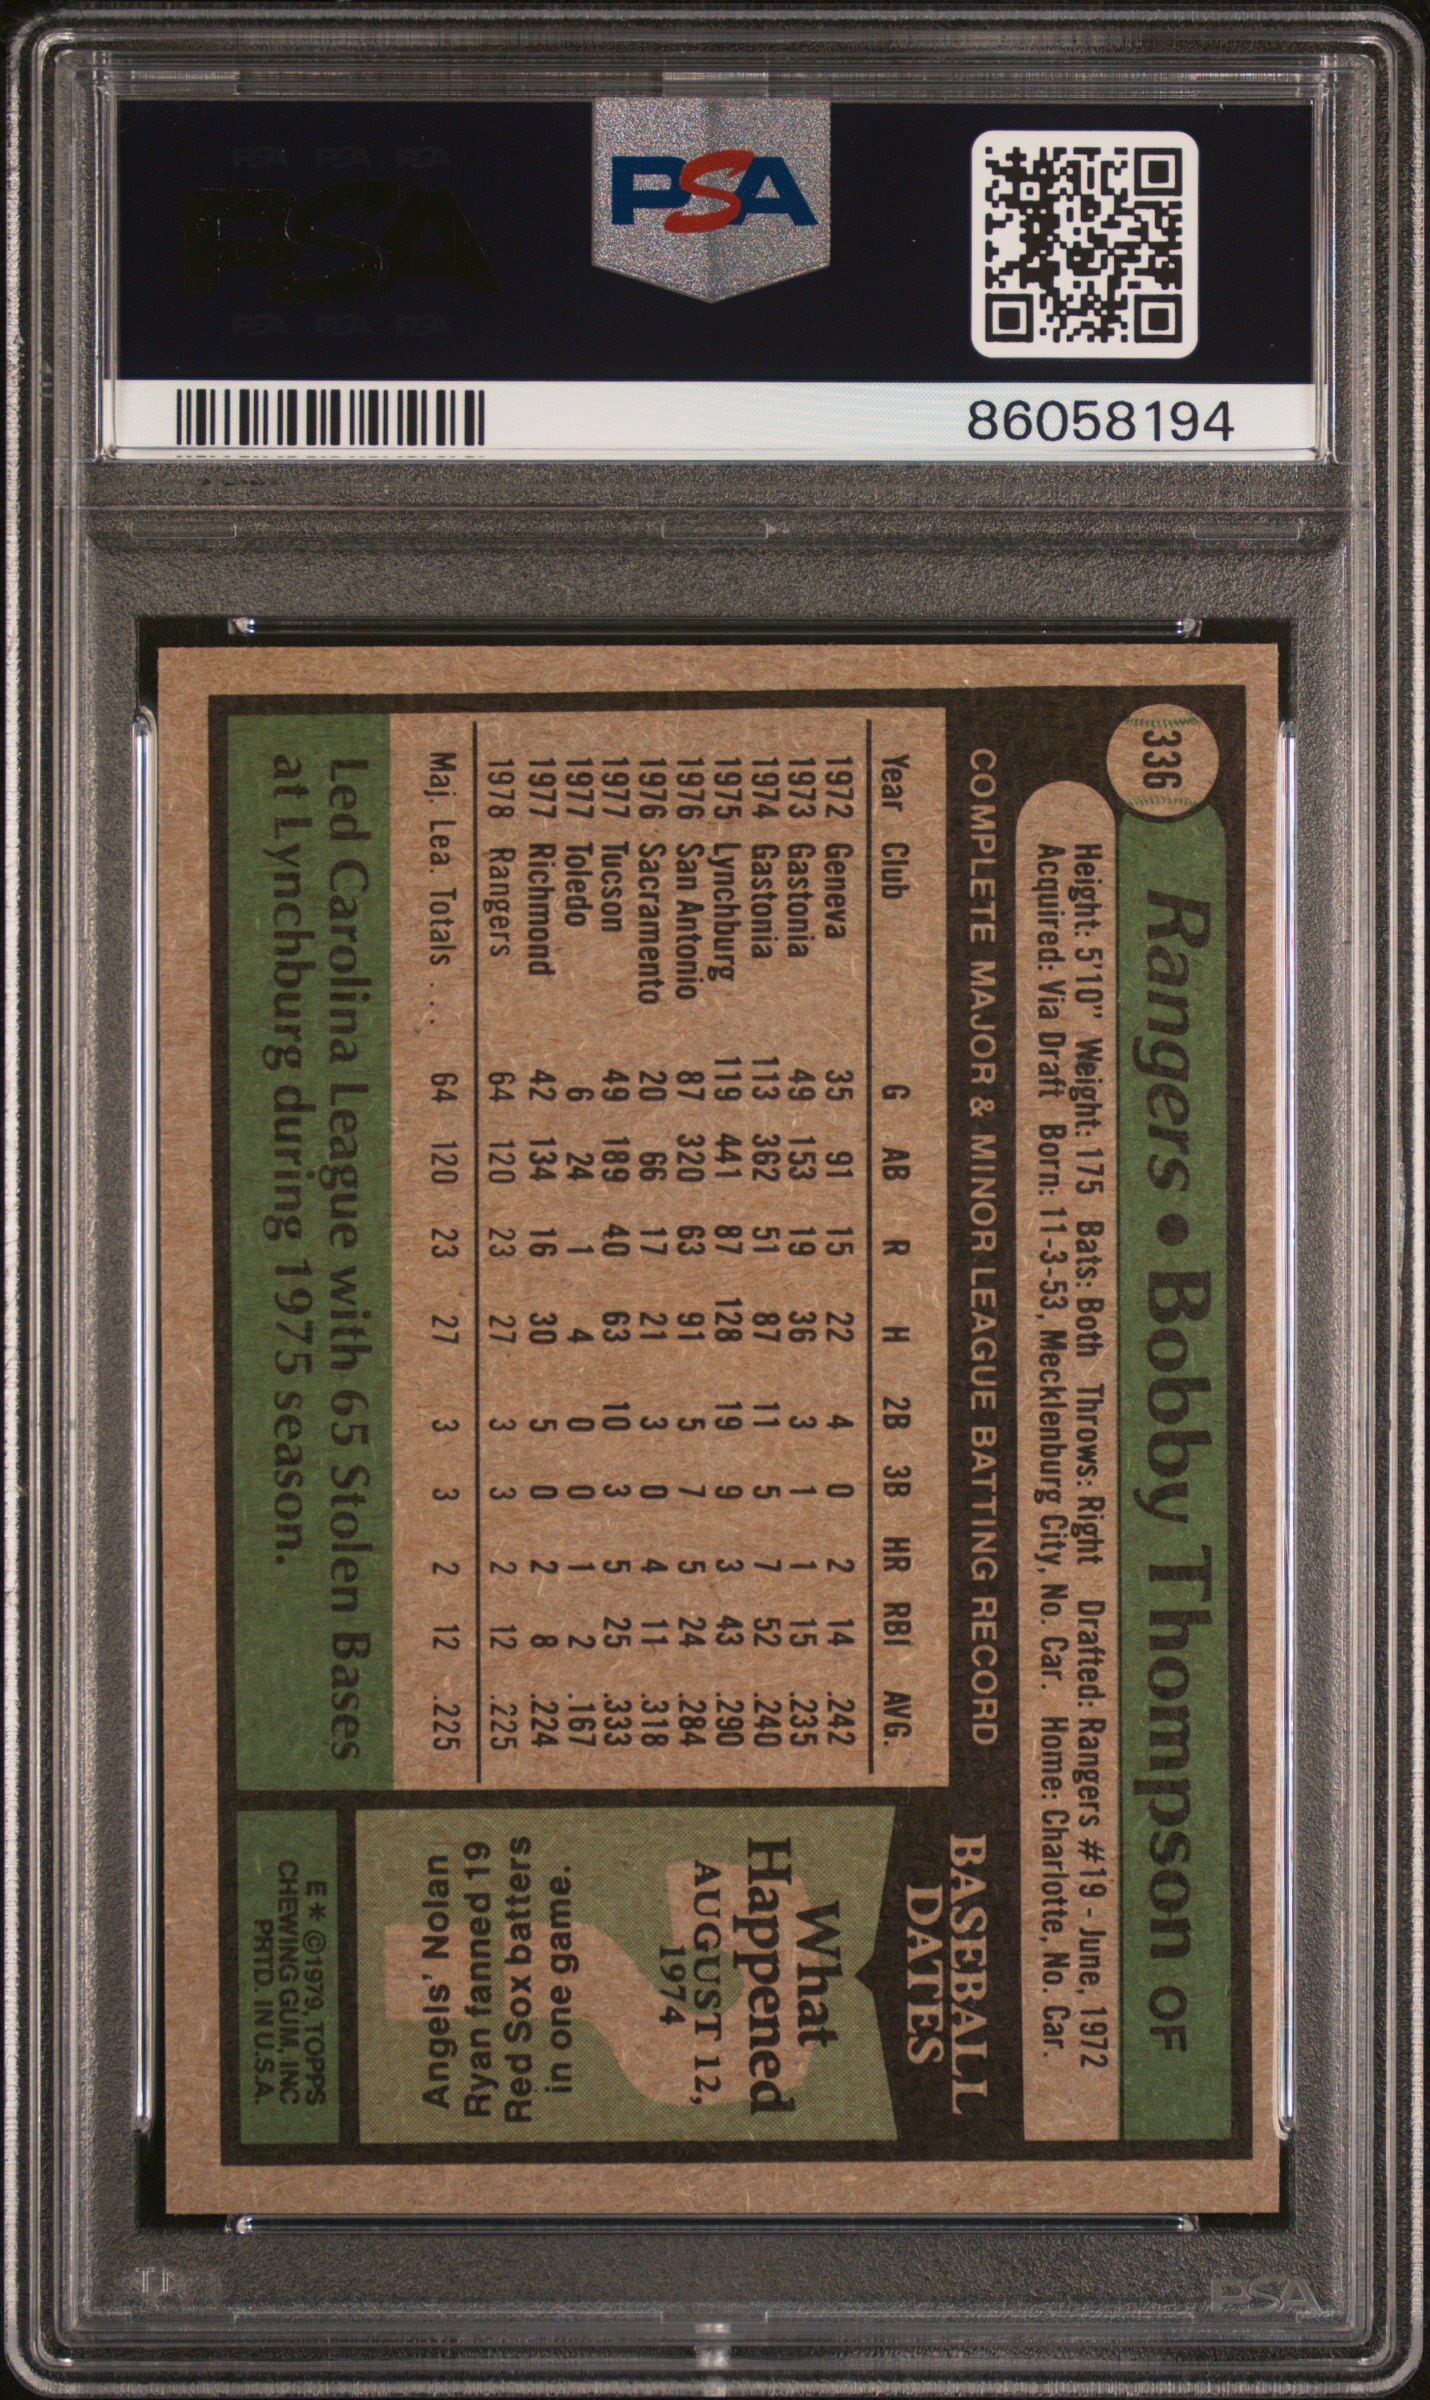 PSA PSA PSA
PSA
PSA PSA PSA
PSA
86058194
336
Rangers • Bobby Thompson OF
Height: 5'10" Weight: 175 Bats: Both Throws: Right Drafted: Rangers #19 - June, 1972
Acquired: Via Draft Born: 11-3-53, Mecklenburg City, No. Car. Home: Charlotte, No. Car.
COMPLETE MAJOR & MINOR LEAGUE BATTING RECORD
Year Club G AB R H 2B 3B HR RBI AVG.
1972 Geneva 35 91 15 22 4 0 2 14 .242
1973 Gastonia 49 153 19 36 3 1 1 15 .235
1974 Gastonia 113 362 51 87 11 5 7 52 .240
1975 Lynchburg 119 441 87 128 19 9 3 43 .290
1976 San Antonio 87 320 63 91 5 7 5 24 .284
1976 Sacramento 20 66 17 21 3 0 4 11 .318
1977 Tucson 49 189 40 63 10 3 5 25 .333
1977 Toledo 6 24 1 4 0 0 1 2 .167
1977 Richmond 42 134 16 30 5 0 2 8 .224
1978 Rangers 64 120 23 27 3 3 2 12 .225
Maj. Lea. Totals . . . 64 120 23 27 3 3 2 12 .225
Led Carolina League with 65 Stolen Bases
at Lynchburg during 1975 season.
BASEBALL
DATES
What
Happened
AUGUST 12,
1974
Angels' Nolan
Ryan fanned 19
Red Sox batters
in one game.
E* ©1979, TOPPS
CHEWING GUM, INC
PRTD. IN U.S.A.
PSA